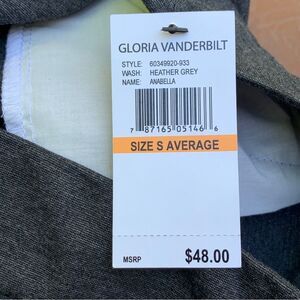 GLORIA VANDERBILT
STYLE: 60349920-933
WASH: HEATHER GREY
NAME: ANABELLA
7 87165 05146 6
SIZE S AVERAGE
MSRP $48.00